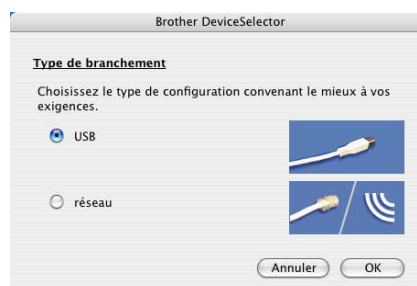 Brother DeviceSelector
Type de branchement
Choisissez le type de configuration convenant le mieux à vos
exigences.
USB
réseau
Annuler OK